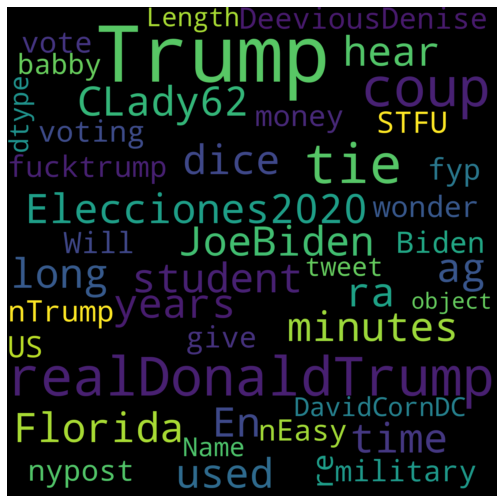 Length DeeviousDenise
vote Trump hear
babby coup
dtype CLady62 money STFU
voting
fucktrump dice tie fyp
Elecciones2020 wonder
Will JoeBiden Biden
long student tweet ag
nTrump years ra object
US give minutes
realDonaldTrump
Florida En nEasy DavidCornDC
Name time
nypost used re military